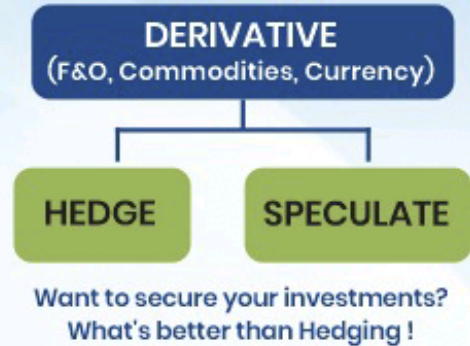 DERIVATIVE
(F&O, Commodities, Currency)
HEDGE
SPECULATE
Want to secure your investments?
What's better than Hedging !